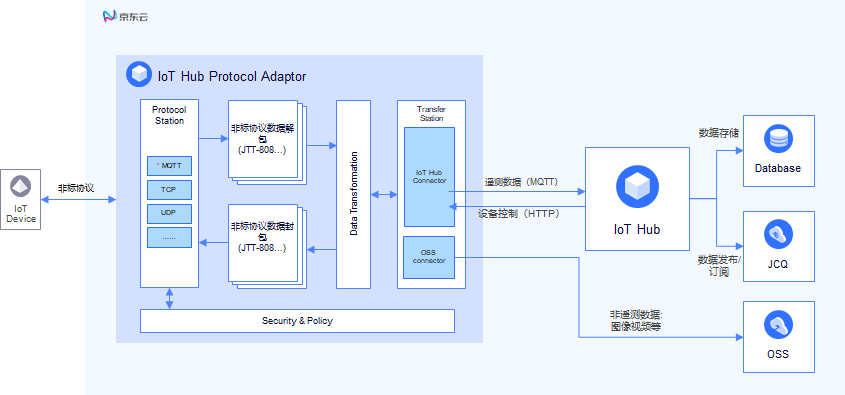 京东云
IoT Hub Protocol Adaptor
Protocol
Station
* MQTT
TCP
UDP
......
非标协议数据解
包
(JTT-808...)
非标协议数据封
包
(JTT-808...)
Data Transformation
Transfer
Station
IoT Hub
Connector
OSS
connector
Security & Policy
IoT
Device
非标协议
遥测数据（MQTT）
设备控制（HTTP）
IoT Hub
数据存储
Database
数据发布/
订阅
JCQ
非遥测数据:
图像视频等
OSS